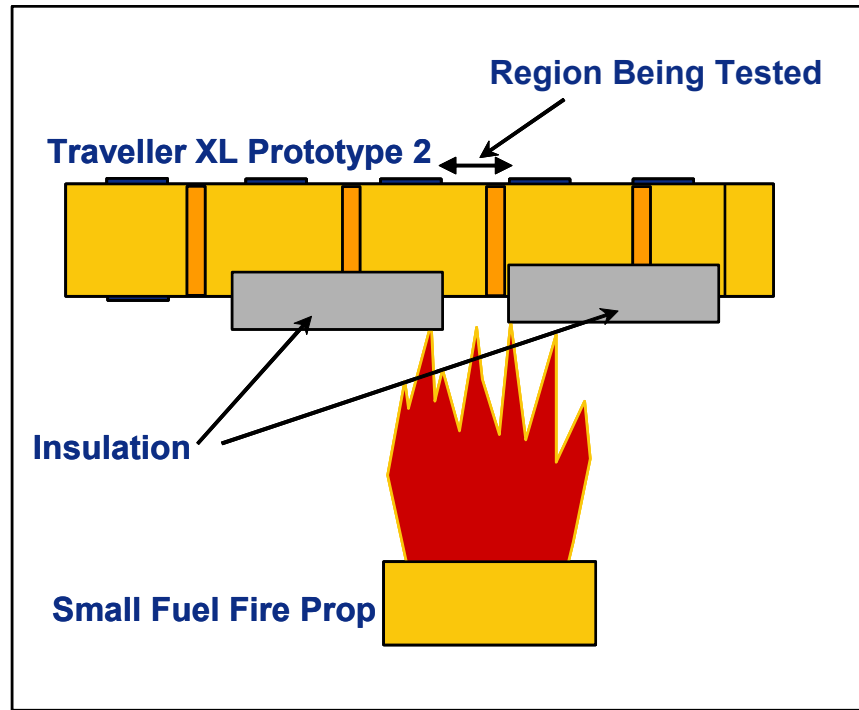 Region Being Tested
Traveller XL Prototype 2
Insulation
Small Fuel Fire Prop